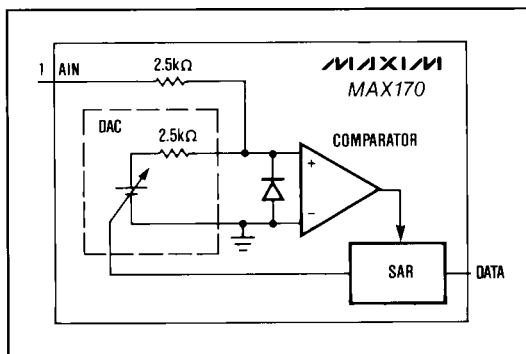 1 AIN
2.5kΩ
MAXIM
MAX170
DAC
2.5kΩ
COMPARATOR
+
−
SAR
DATA